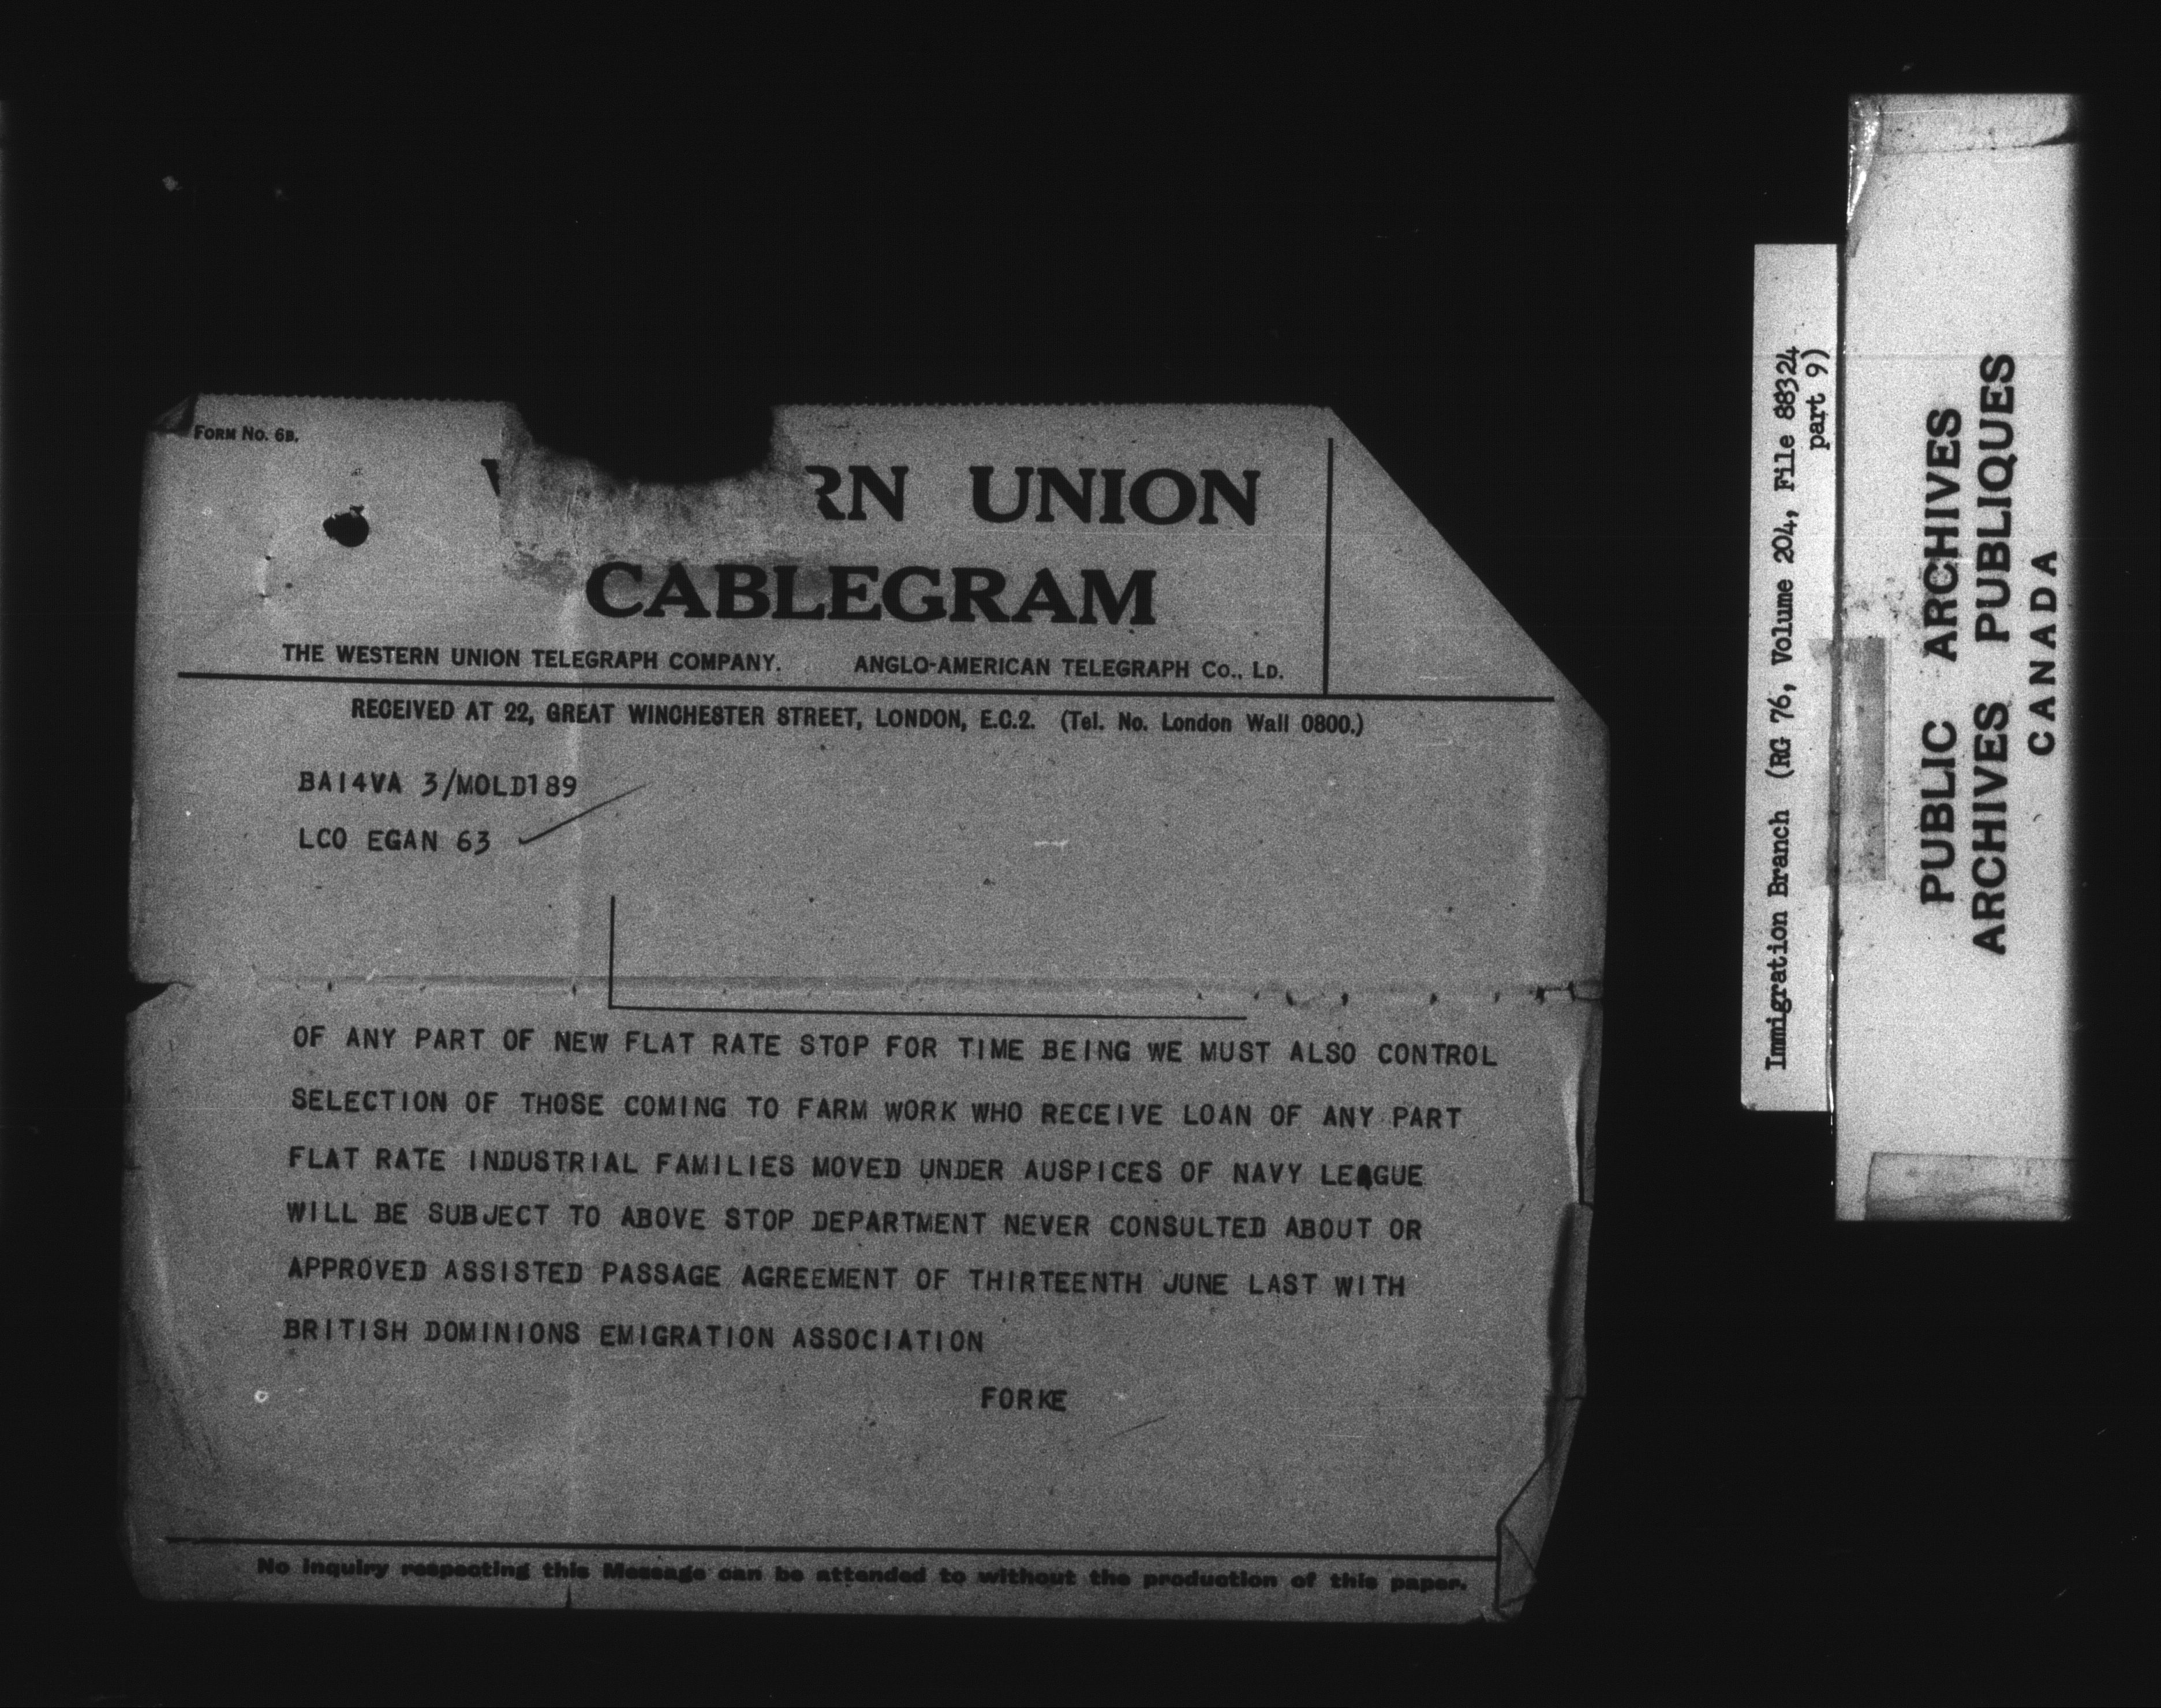 FORM NO. 6B.
RN UNION
CABLEGRAM
THE WESTERN UNION TELEGRAPH COMPANY. ANGLO-AMERICAN TELEGRAPH CO., LD.
RECEIVED AT 22, GREAT WINCHESTER STREET, LONDON, E.C.2. (Tel. No. London Wall 0800.)
BA14VA 3/MOLD189
LCO EGAN 63
OF ANY PART OF NEW FLAT RATE STOP FOR TIME BEING WE MUST ALSO CONTROL
SELECTION OF THOSE COMING TO FARM WORK WHO RECEIVE LOAN OF ANY PART
FLAT RATE INDUSTRIAL FAMILIES MOVED UNDER AUSPICES OF NAVY LEAGUE
WILL BE SUBJECT TO ABOVE STOP DEPARTMENT NEVER CONSULTED ABOUT OR
APPROVED ASSISTED PASSAGE AGREEMENT OF THIRTEENTH JUNE LAST WITH
BRITISH DOMINIONS EMIGRATION ASSOCIATION
FORKE
No inquiry respecting this Message can be attended to without the production of this paper.
Immigration Branch (RG 76, Volume 204, File 88324
part 9)
PUBLIC ARCHIVES
ARCHIVES PUBLIQUES
CANADA